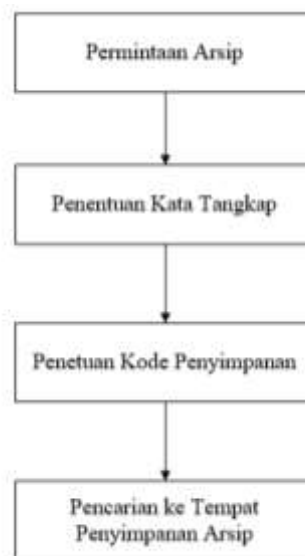 Permintaan Arsip
Penentuan Kata Tangkap
Penetuan Kode Penyimpanan
Pencarian ke Tempat
Penyimpanan Arsip